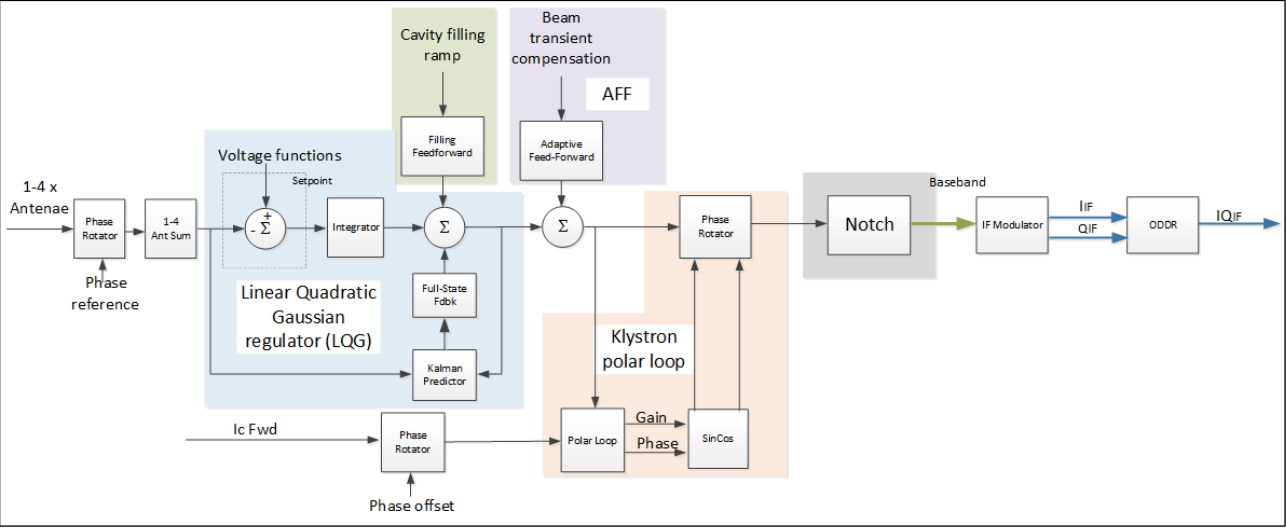 Cavity filling
ramp
Beam
transient
compensation
AFF
Filling
Feedforward
Adaptive
Feed-Forward
Voltage functions
Setpoint
1-4 x
Antenae
Phase
Rotator
1-4
Ant Sum
+
- Σ
Integrator
Σ
Σ
Phase
Rotator
Notch
Baseband
IF Modulator
IIF
QIF
ODDR
IQIF
Phase
reference
Linear Quadratic
Gaussian
regulator (LQG)
Full-State
Fdbk
Kalman
Predictor
Klystron
polar loop
Ic Fwd
Phase
Rotator
Phase offset
Polar Loop
Gain
Phase
SinCos